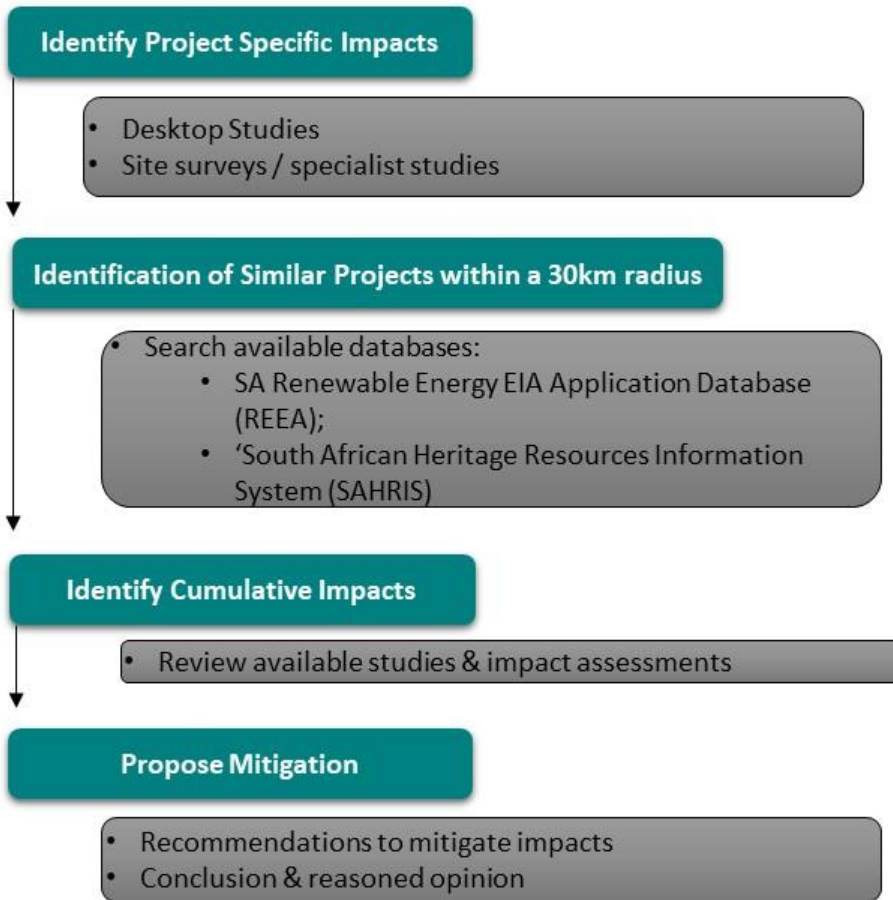 Identify Project Specific Impacts
• Desktop Studies
• Site surveys / specialist studies
Identification of Similar Projects within a 30km radius
• Search available databases:
• SA Renewable Energy EIA Application Database
(REEA);
• ‘South African Heritage Resources Information
System (SAHRIS)
Identify Cumulative Impacts
• Review available studies & impact assessments
Propose Mitigation
• Recommendations to mitigate impacts
• Conclusion & reasoned opinion